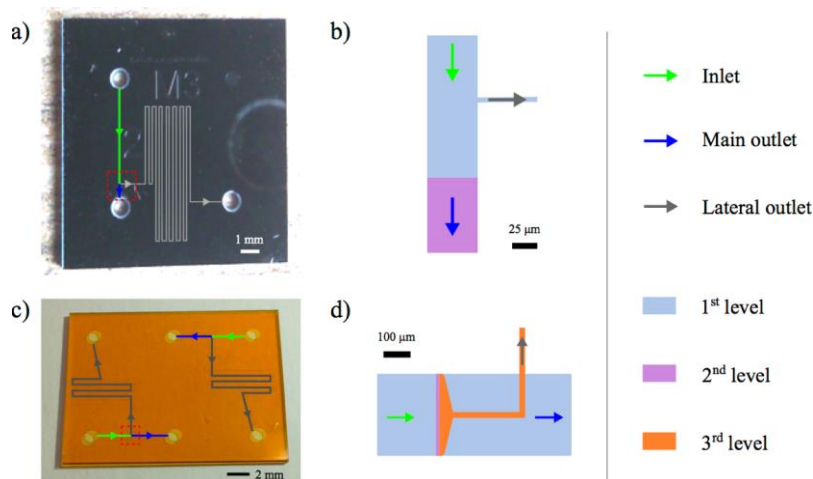 a)
1 mm
b)
25 μm
c)
2 mm
d)
100 μm
Inlet
Main outlet
Lateral outlet
1st level
2nd level
3rd level